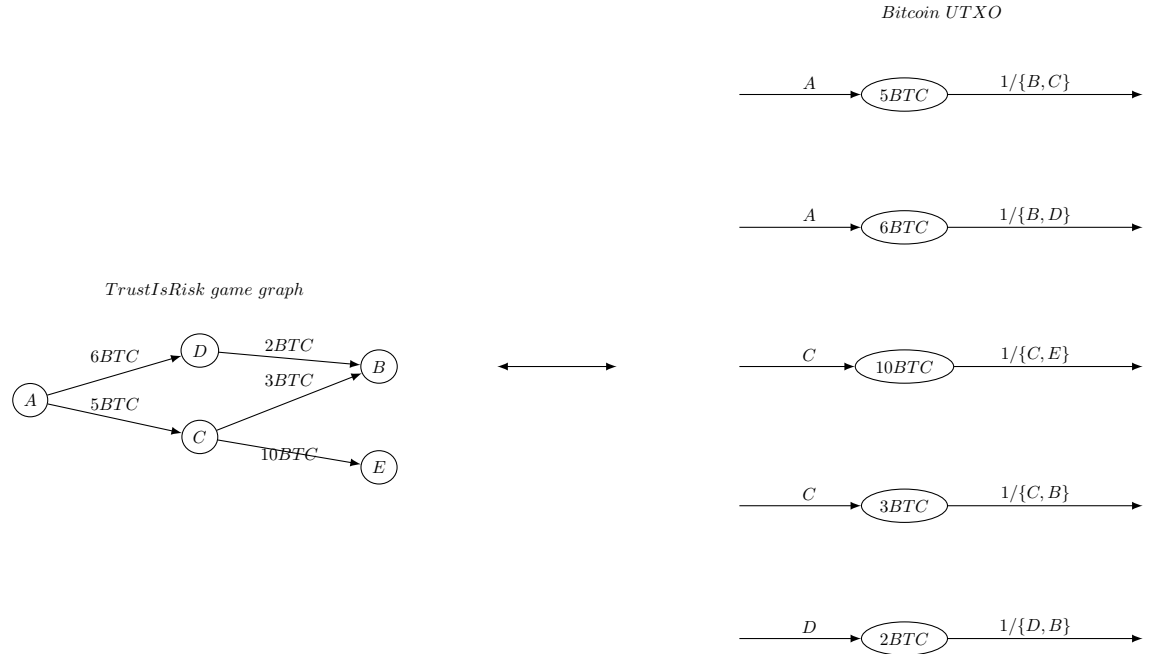 TrustIsRisk game graph
A
6BTC
5BTC
D
C
2BTC
3BTC
10BTC
B
E
Bitcoin UTXO
A 5BTC 1/{B, C}
A 6BTC 1/{B, D}
C 10BTC 1/{C, E}
C 3BTC 1/{C, B}
D 2BTC 1/{D, B}